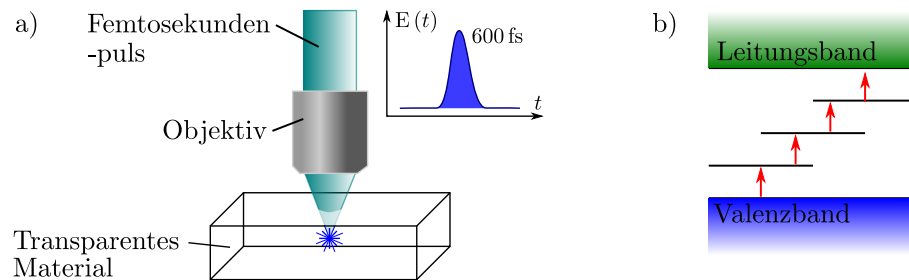 a)
Femtosekunden
-puls
E (t)
600 fs
t
Objektiv
Transparentes
Material
b)
Leitungsband
Valenzband